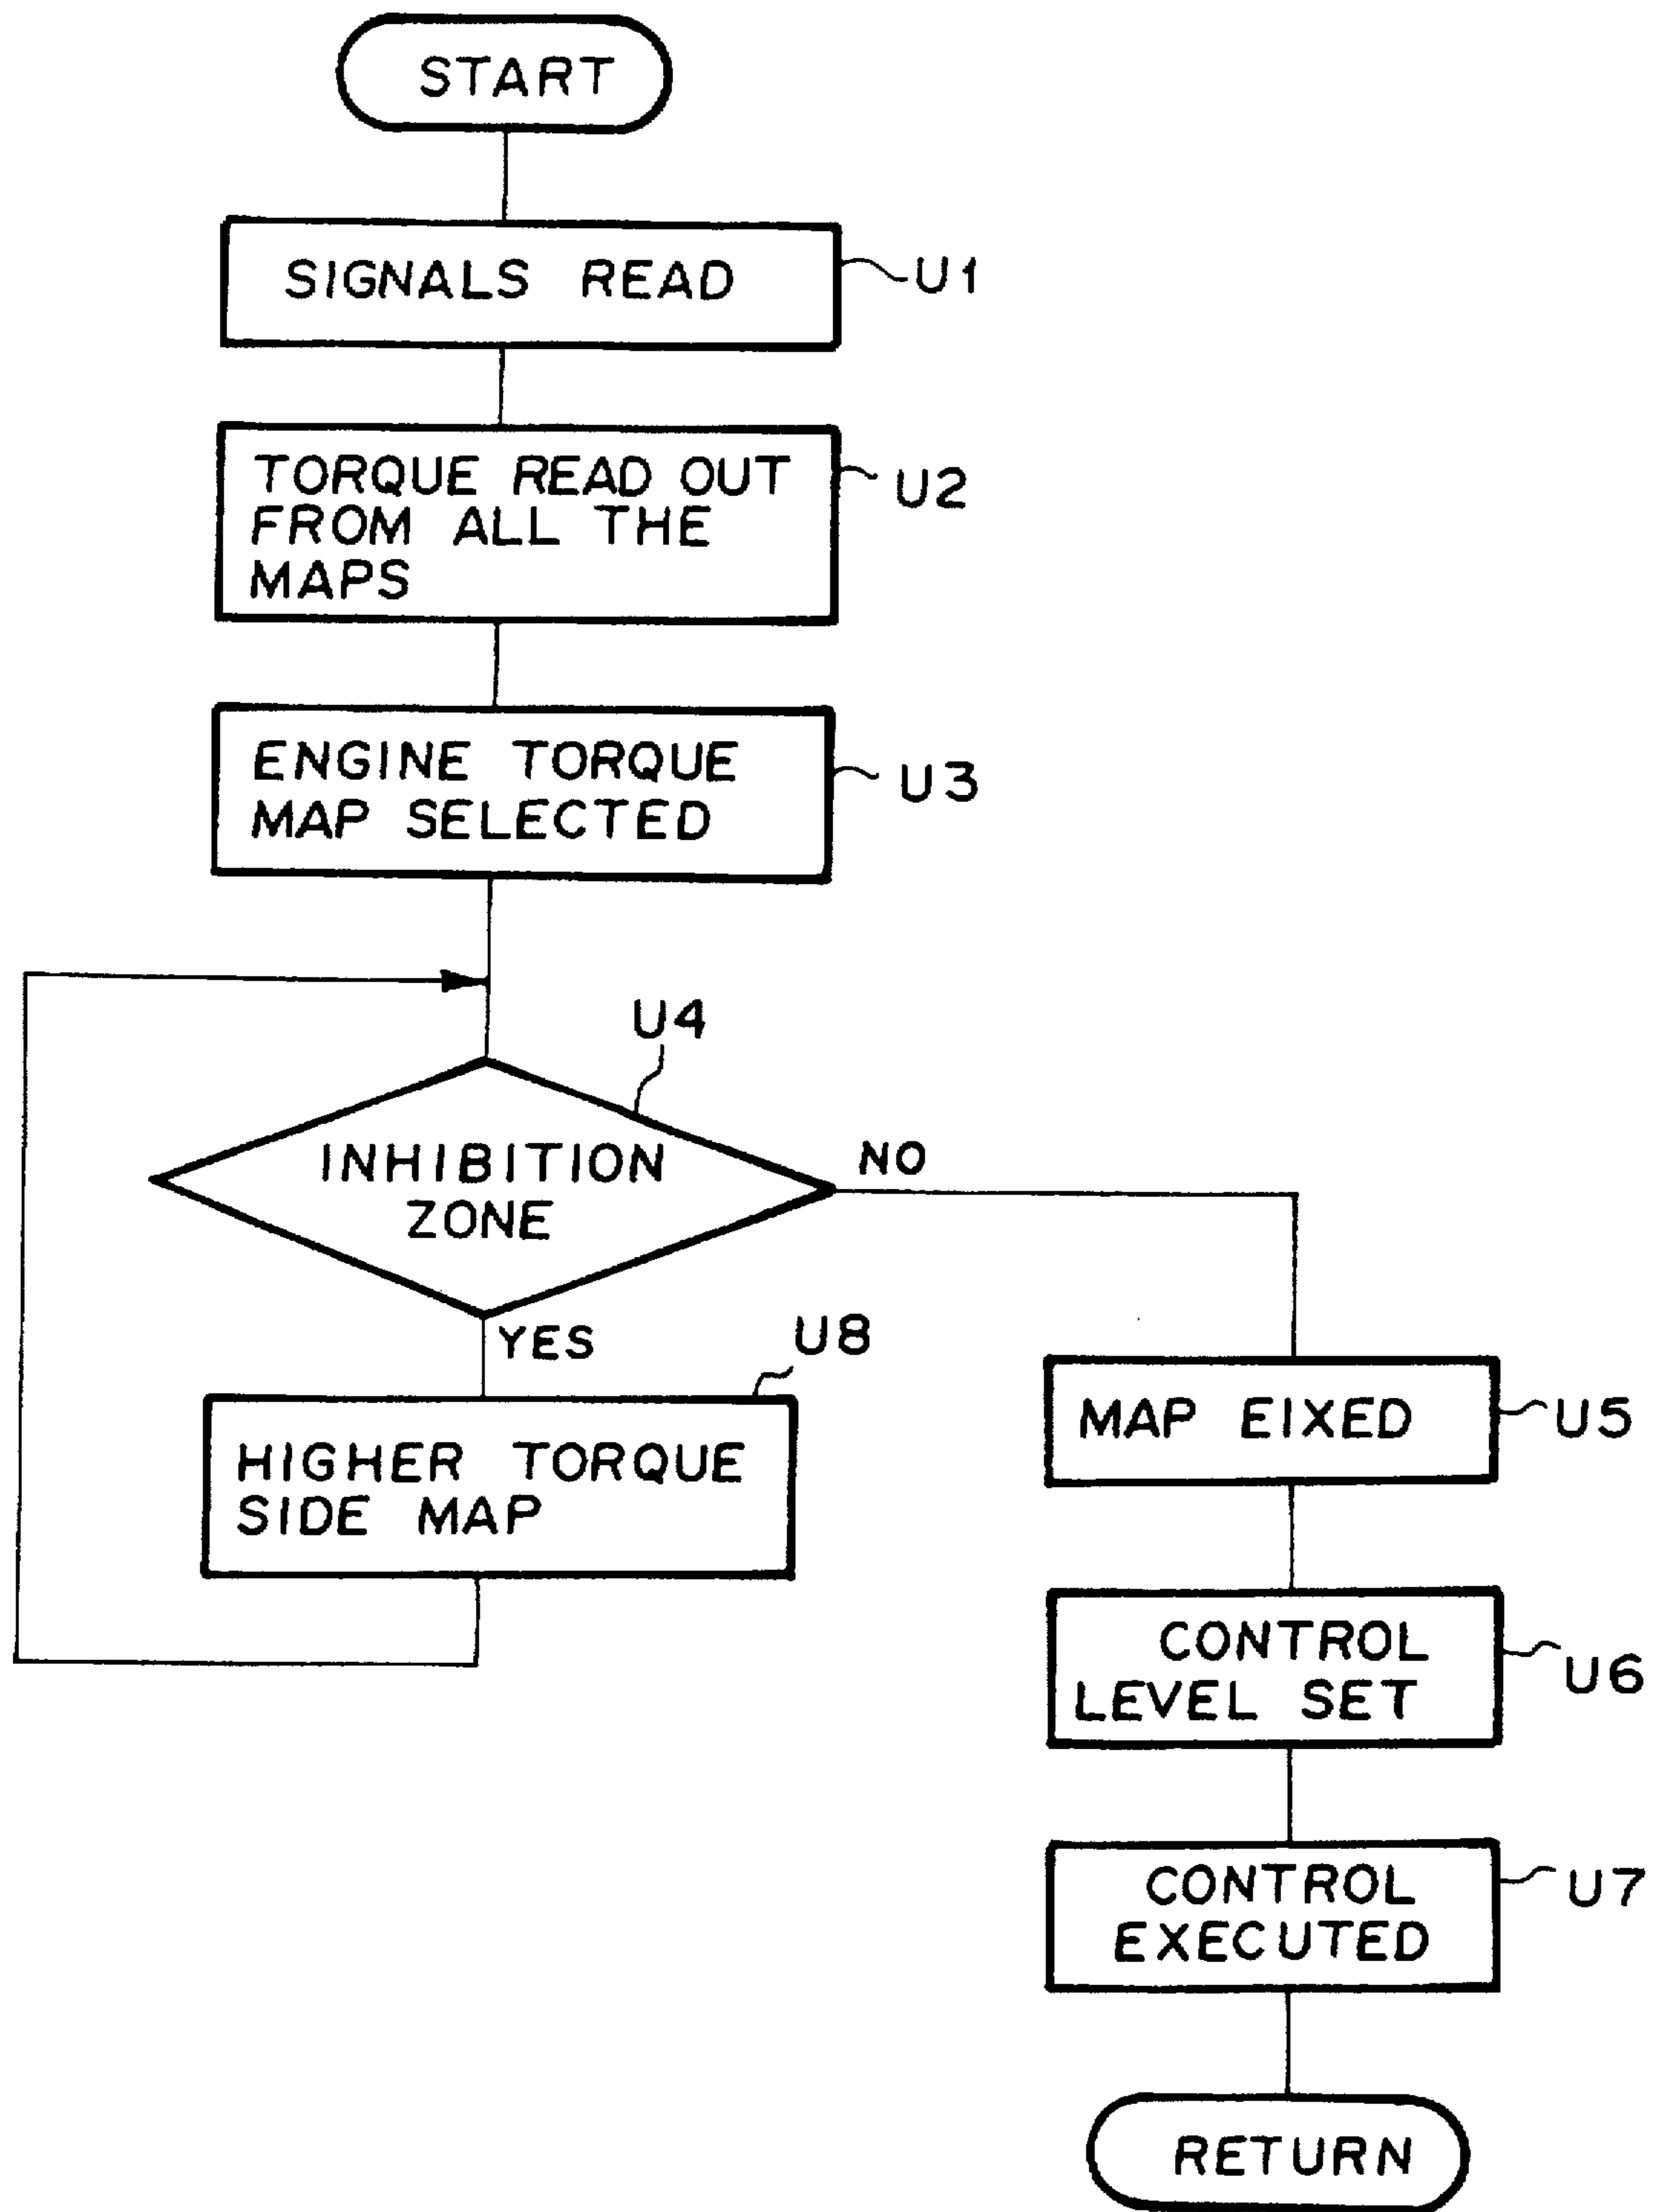 START
SIGNALS READ
U1
TORQUE READ OUT
FROM ALL THE
MAPS
U2
ENGINE TORQUE
MAP SELECTED
U3
U4
INHIBITION
ZONE
NO
YES
U8
HIGHER TORQUE
SIDE MAP
MAP EIXED
U5
CONTROL
LEVEL SET
U6
CONTROL
EXECUTED
U7
RETURN